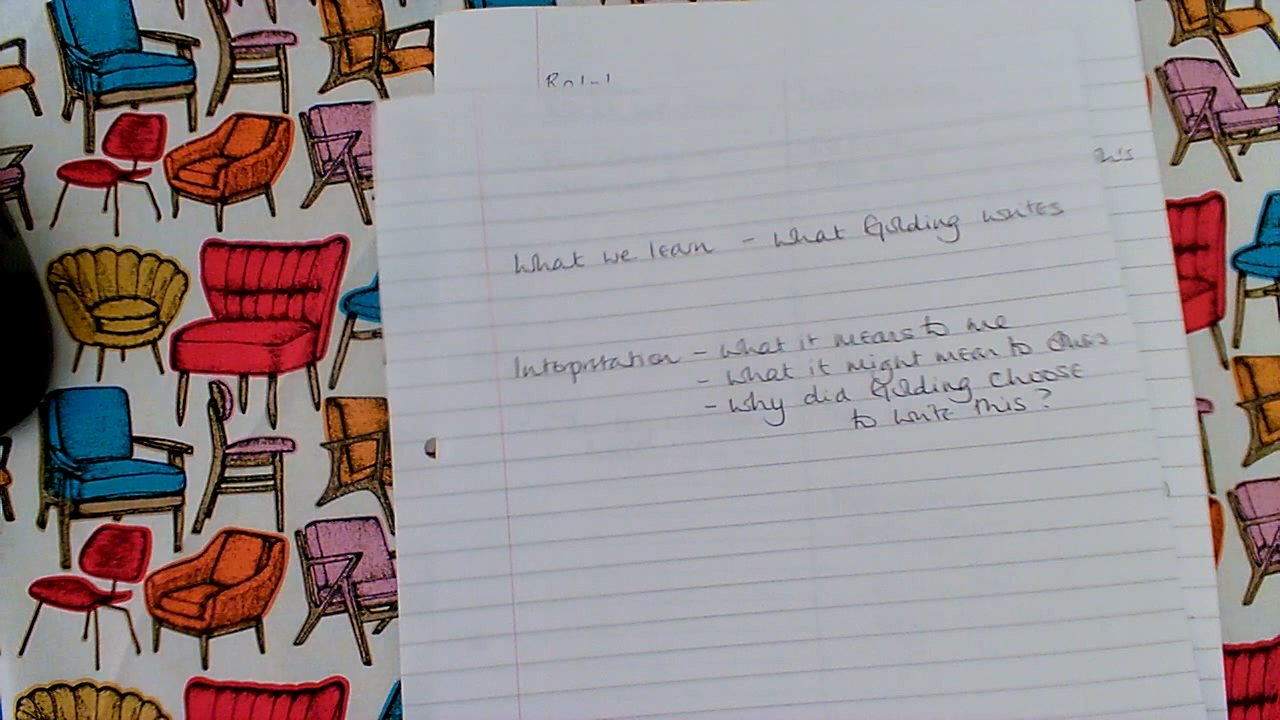 his
What we learn - what Golding writes
Interpretation - what it means to me
- what it might mean to others
- why did Golding choose
to write this?